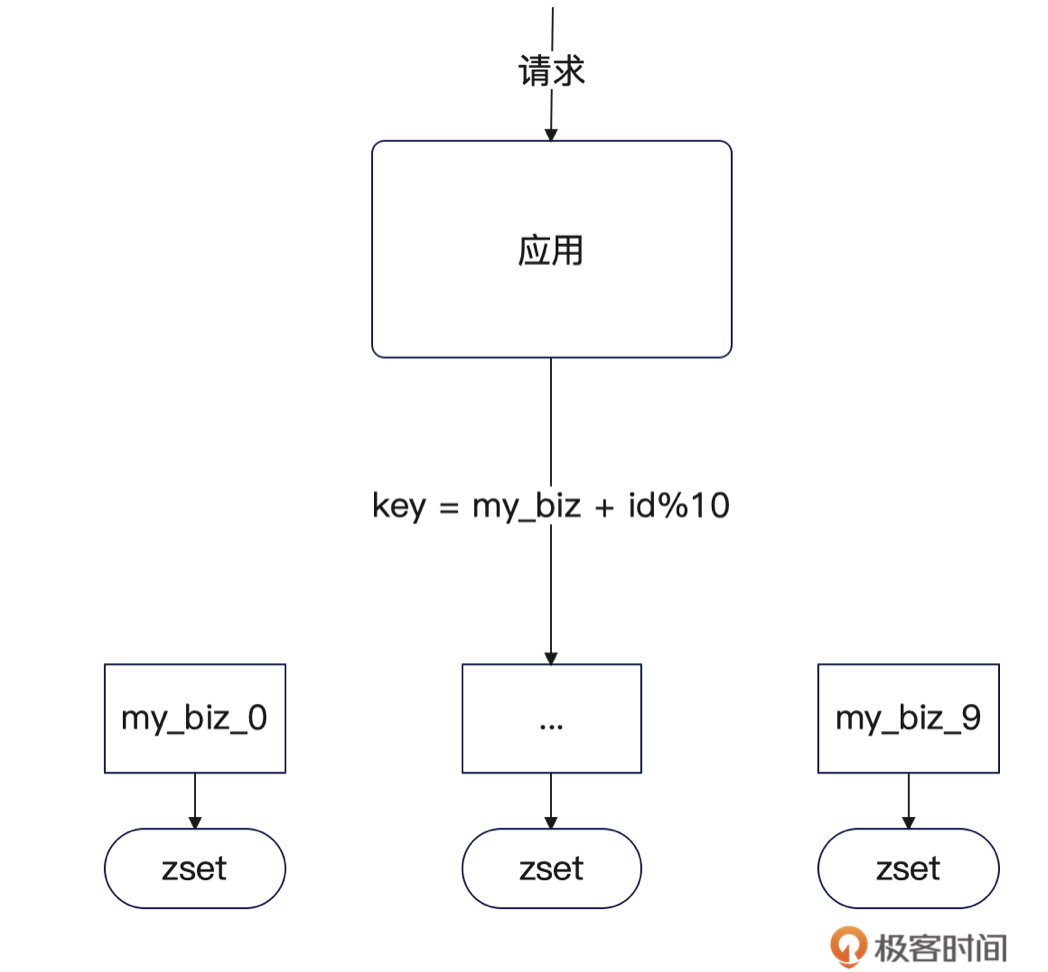 请求
应用
key = my_biz + id%10
my_biz_0
...
my_biz_9
zset
zset
zset
极客时间